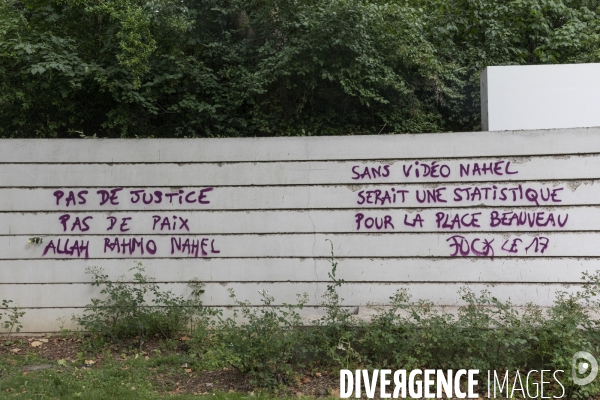 PAS DE JUSTICE
PAS DE PAIX
ALLAH RAHMO NAHEL
SANS VIDÉO NAHEL
SERAIT UNE STATISTIQUE
POUR LA PLACE BEAUVEAU
FUCK LE 17
DIVERGENCE IMAGES